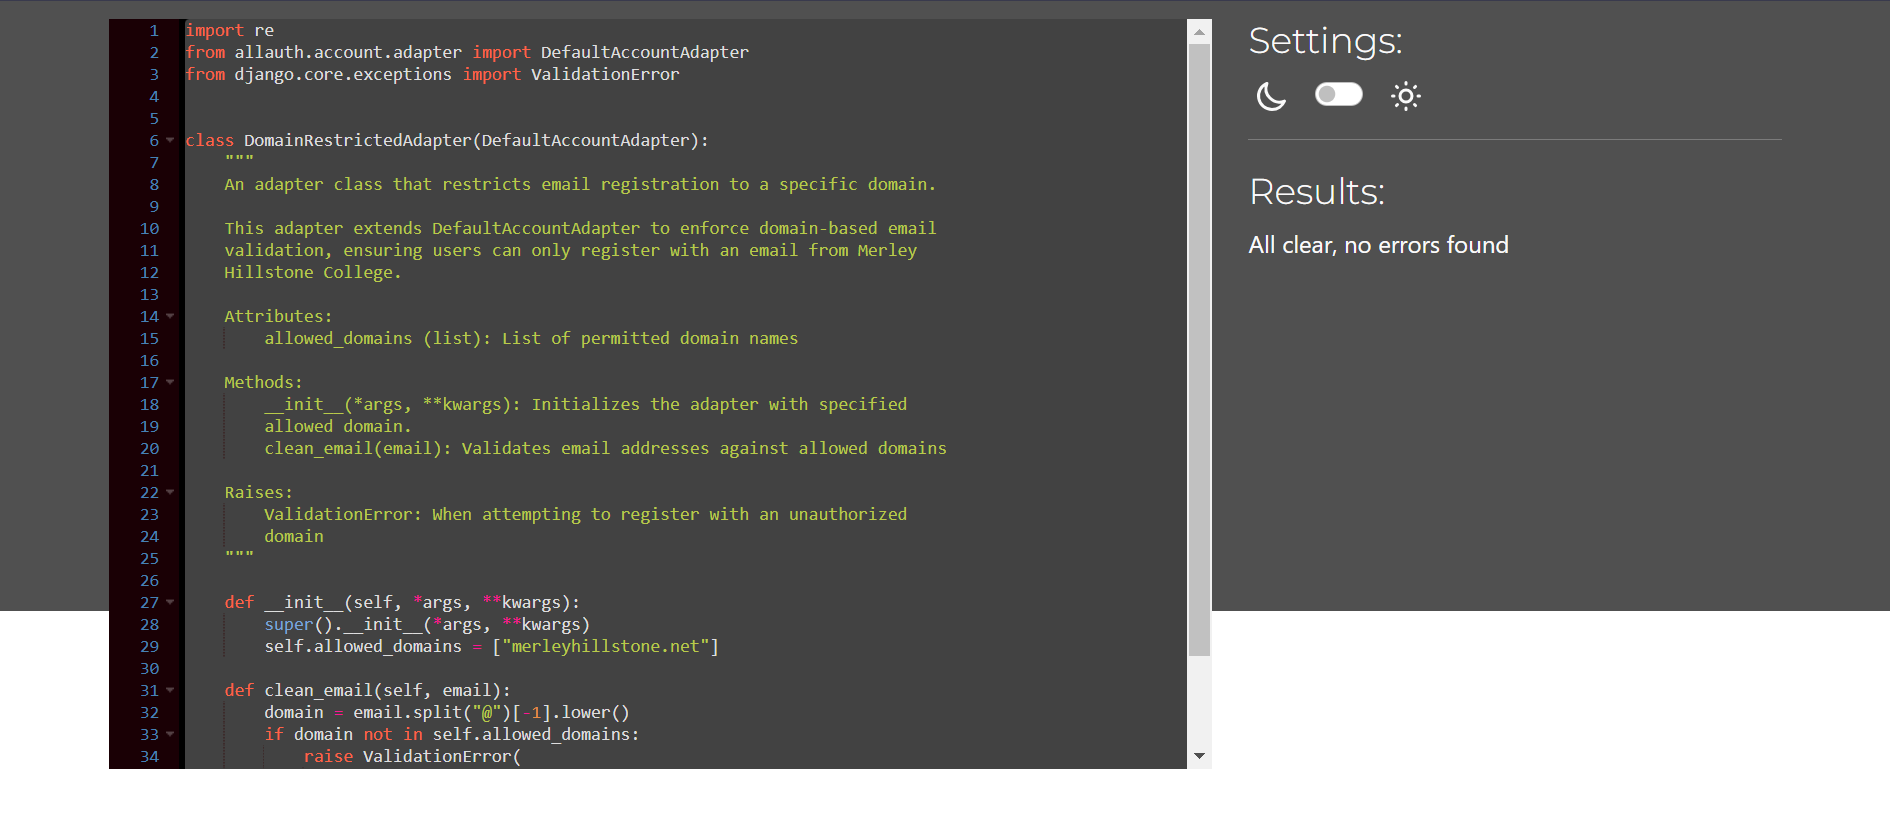 1 import re
2 from allauth.account.adapter import DefaultAccountAdapter
3 from django.core.exceptions import ValidationError
4
5
6 class DomainRestrictedAdapter(DefaultAccountAdapter):
7     """
8     An adapter class that restricts email registration to a specific domain.
9
10     This adapter extends DefaultAccountAdapter to enforce domain-based email
11     validation, ensuring users can only register with an email from Merley
12     Hillstone College.
13
14     Attributes:
15         allowed_domains (list): List of permitted domain names
16
17     Methods:
18         __init__(*args, **kwargs): Initializes the adapter with specified
19         allowed domain.
20         clean_email(email): Validates email addresses against allowed domains
21
22     Raises:
23         ValidationError: When attempting to register with an unauthorized
24         domain
25     """
26
27     def __init__(self, *args, **kwargs):
28         super().__init__(*args, **kwargs)
29         self.allowed_domains = ["merleyhillstone.net"]
30
31     def clean_email(self, email):
32         domain = email.split("@")[-1].lower()
33         if domain not in self.allowed_domains:
34             raise ValidationError(
Settings:
Results:
All clear, no errors found